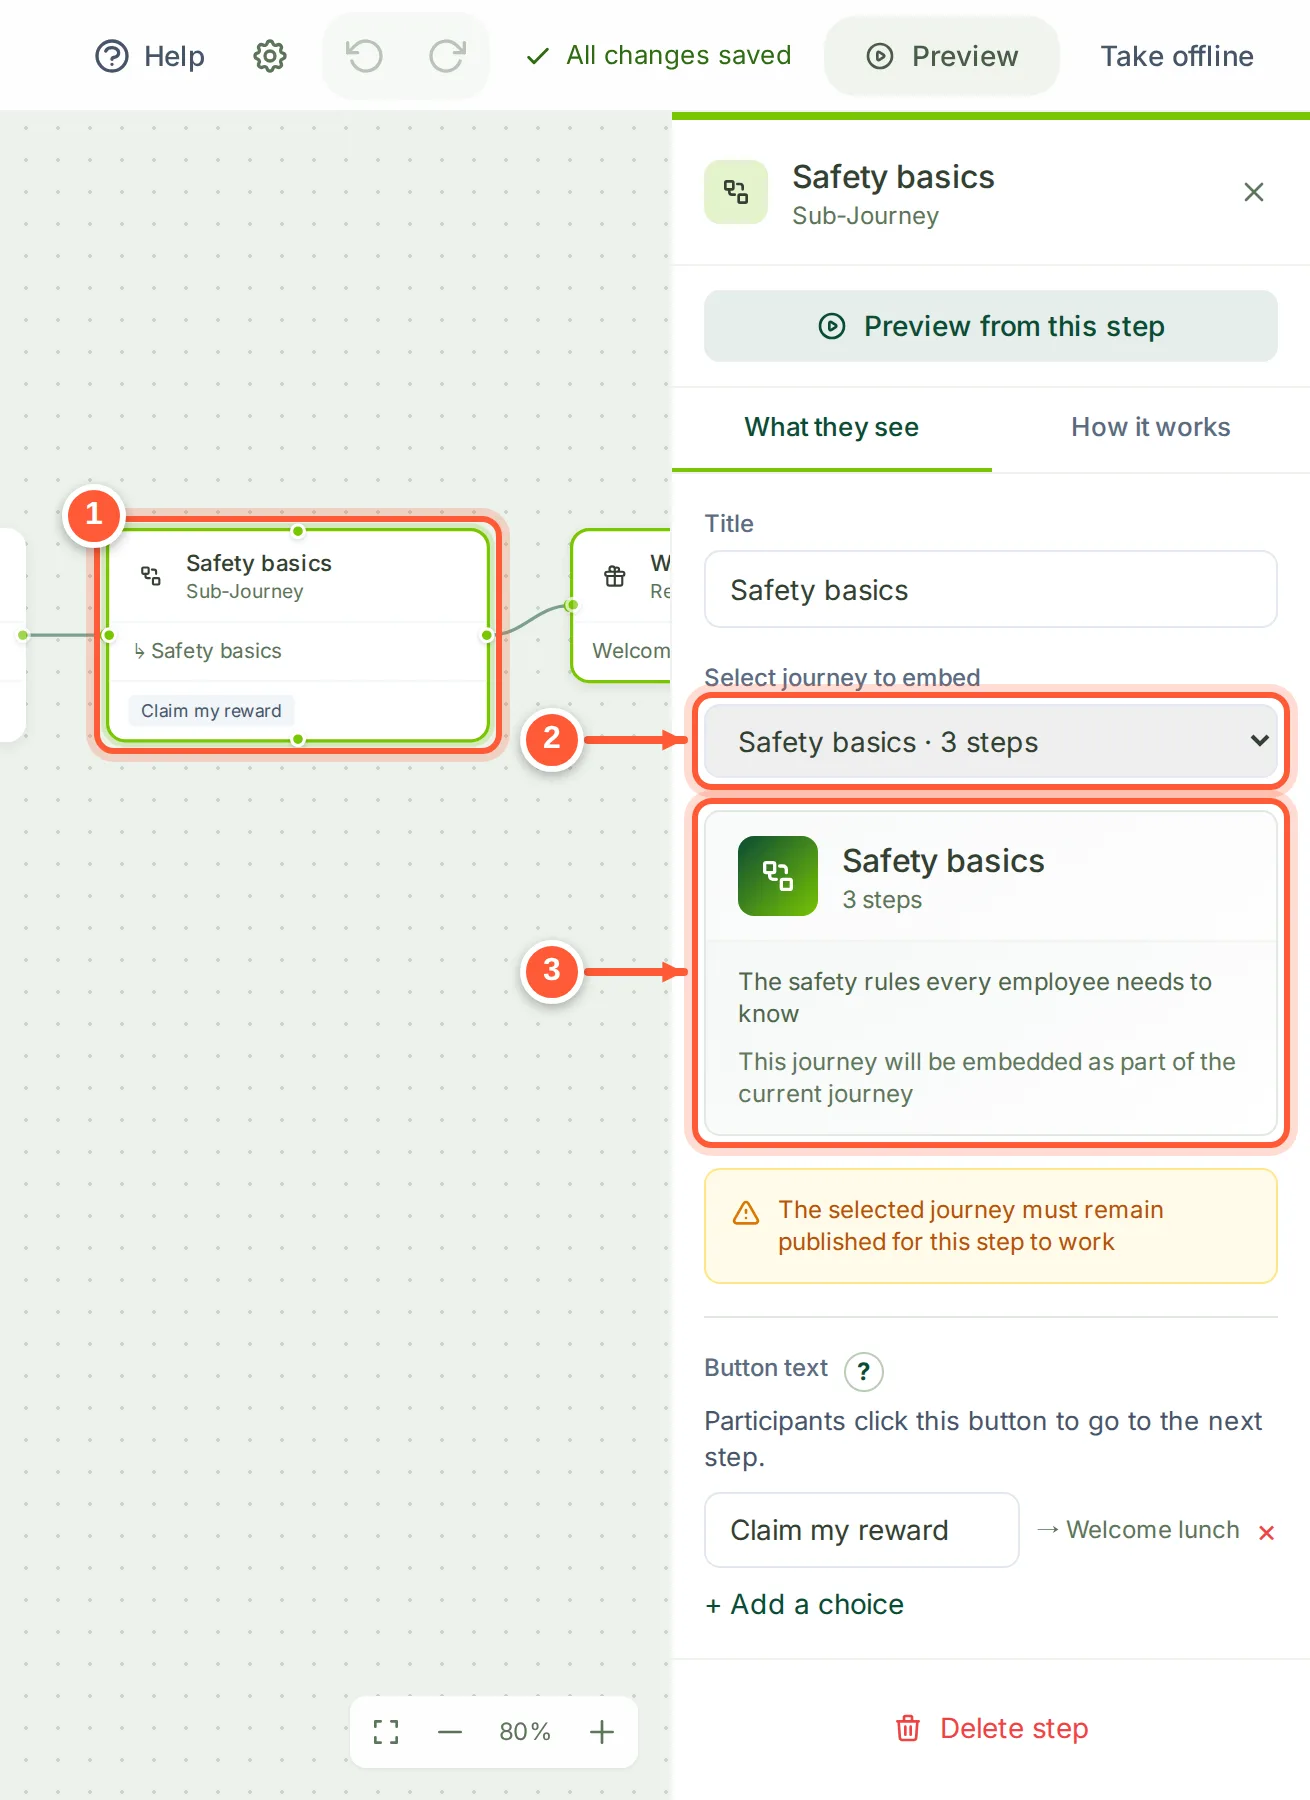 Help
All changes saved
Preview
Take offline
Safety basics
Sub-Journey
Preview from this step
What they see
How it works
1
Safety basics
Sub-Journey
↳ Safety basics
Claim my reward
W
Re
Welcom
Title
Safety basics
Select journey to embed
2
Safety basics · 3 steps
3
Safety basics
3 steps
The safety rules every employee needs to
know
This journey will be embedded as part of the
current journey
The selected journey must remain
published for this step to work
Button text ?
Participants click this button to go to the next
step.
Claim my reward
→ Welcome lunch ×
+ Add a choice
80%
Delete step